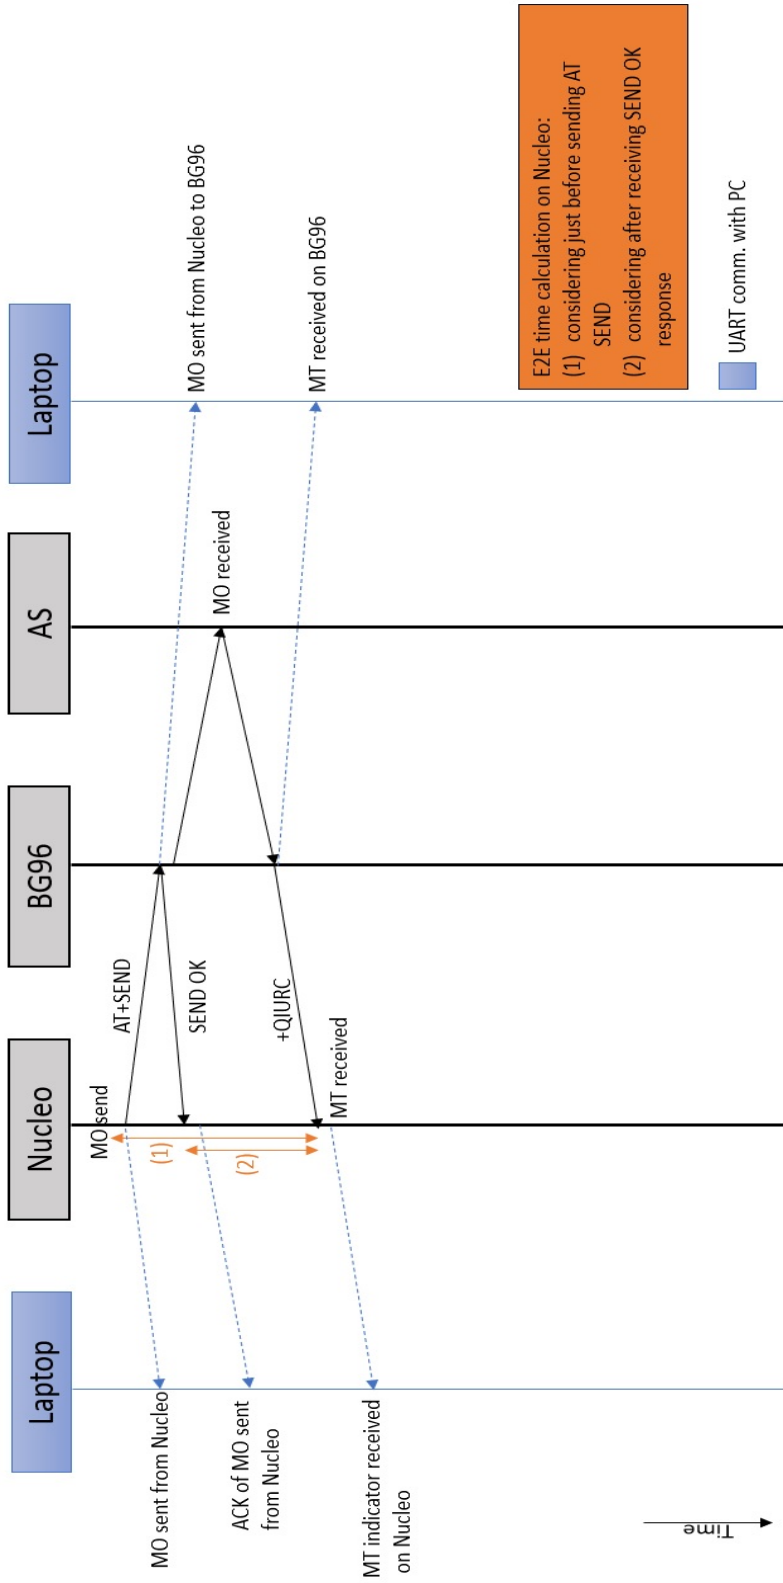 Laptop
Nucleo
BG96
AS
Laptop
MO send
AT+SEND
MO sent from Nucleo
MO sent from Nucleo to BG96
(1)
SEND OK
MO received
ACK of MO sent
from Nucleo
(2)
+QIURC
MT received
MT received on BG96
MT indicator received
on Nucleo
E2E time calculation on Nucleo:
(1) considering just before sending AT
SEND
(2) considering after receiving SEND OK
response
UART comm. with PC
Time